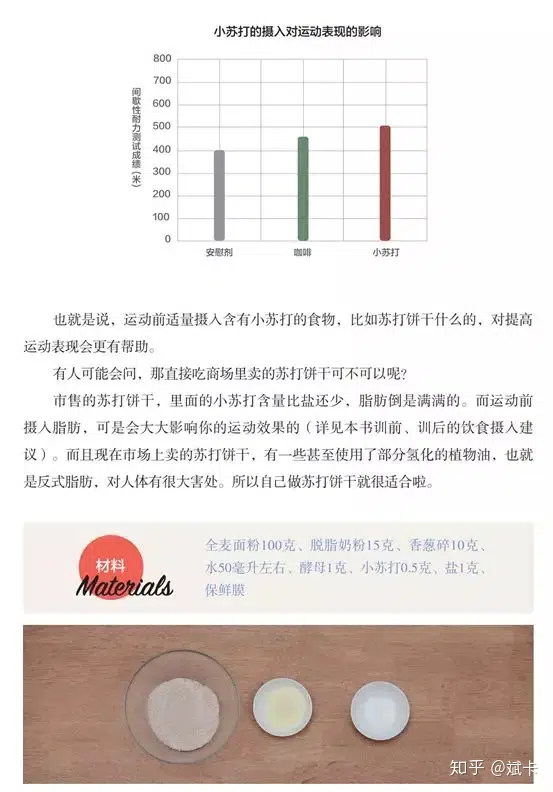 小苏打的摄入对运动表现的影响
间歇性耐力测试成绩（米）
800
700
600
500
400
300
200
100
0
安慰剂
咖啡
小苏打
也就是说，运动前适量摄入含有小苏打的食物，比如苏打饼干什么的，对提高
运动表现会更有帮助。
有人可能会问，那直接吃商场里卖的苏打饼干可不可以呢？
市售的苏打饼干，里面的小苏打含量比盐还少，脂肪倒是满满的。而运动前
摄入脂肪，可是会大大影响你的运动效果的（详见本书训前、训后的饮食摄入建
议）。而且现在市场上卖的苏打饼干，有一些甚至使用了部分氢化的植物油，也就
是反式脂肪，对人体有很大害处。所以自己做苏打饼干就很适合啦。
材料
Materials
全麦面粉100克、脱脂奶粉15克、香葱碎10克、
水50毫升左右、酵母1克、小苏打0.5克、盐1克、
保鲜膜
知乎 @斌卡